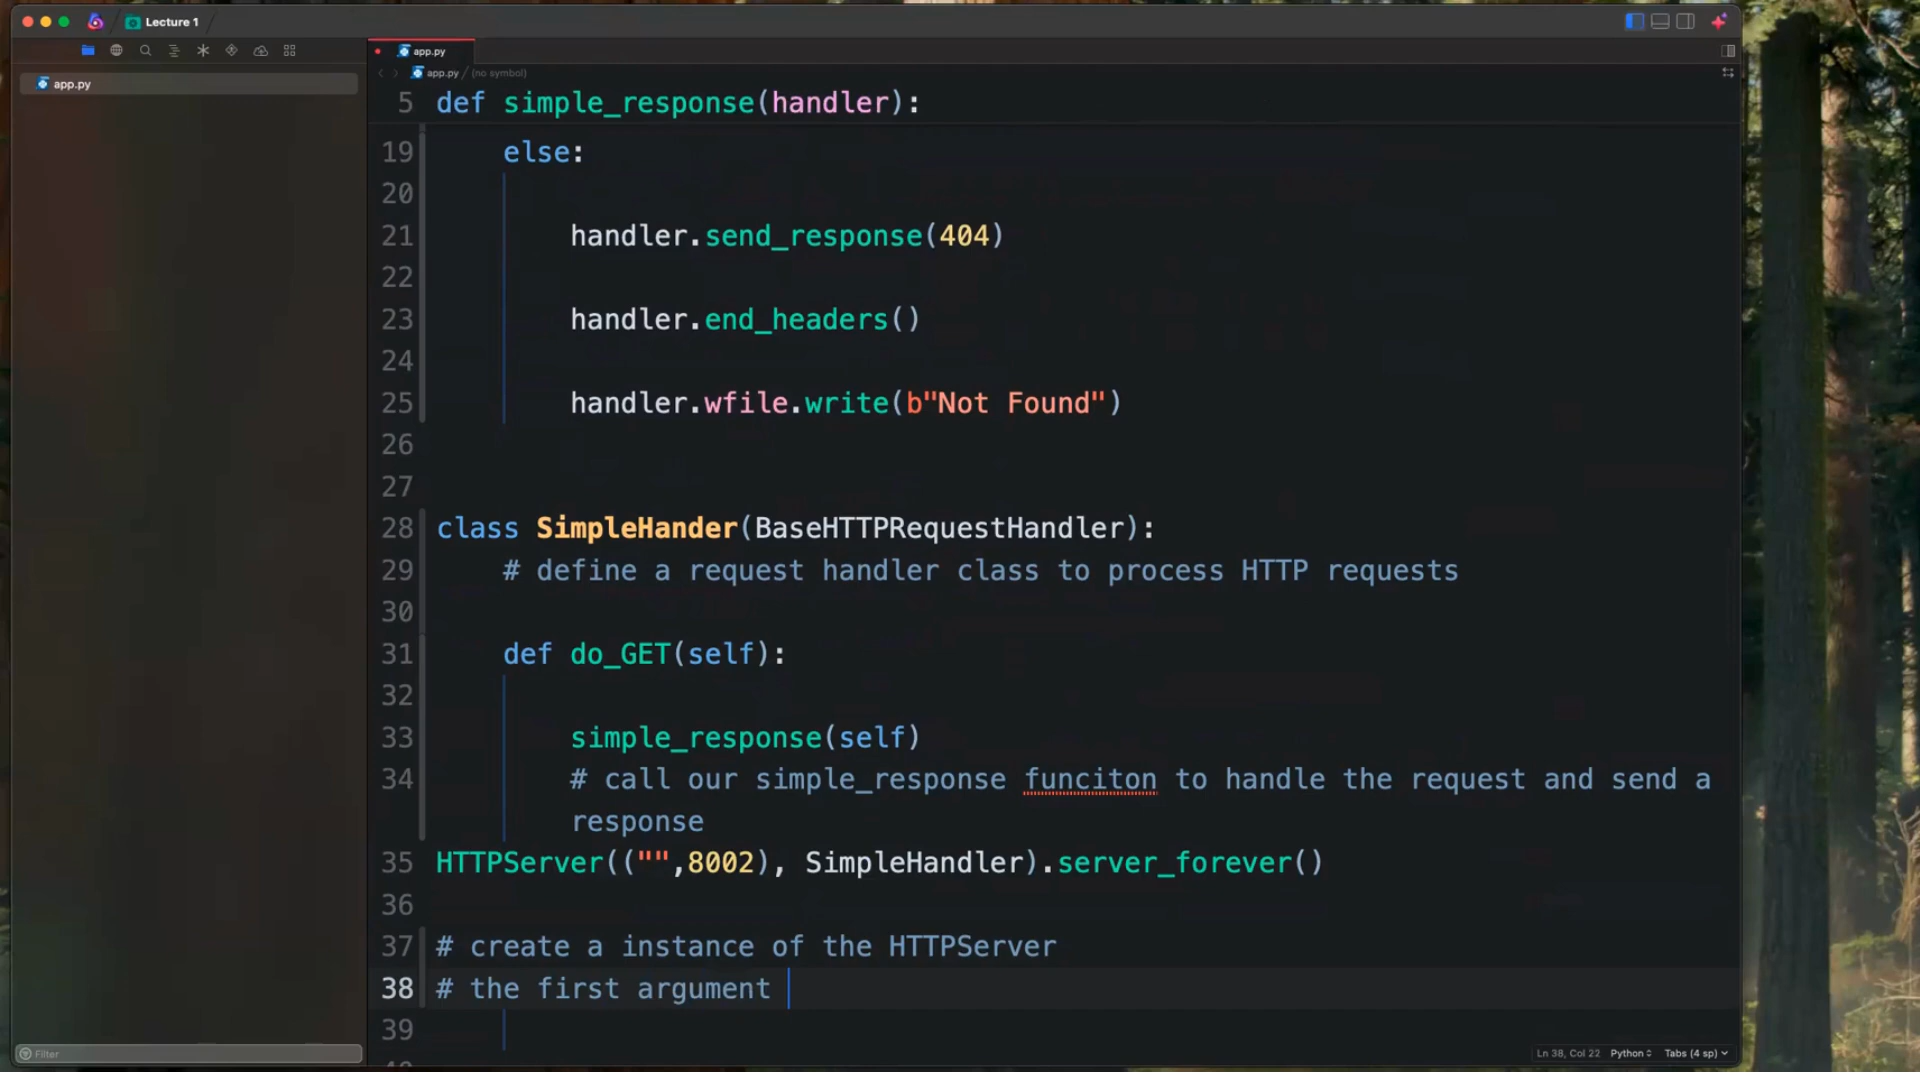 Lecture 1
app.py
app.py
app.py / (no symbol)
Filter
5 def simple_response(handler):
19 else:
20
21 handler.send_response(404)
22
23 handler.end_headers()
24
25 handler.wfile.write(b"Not Found")
26
27
28 class SimpleHander(BaseHTTPRequestHandler):
29 # define a request handler class to process HTTP requests
30
31 def do_GET(self):
32
33 simple_response(self)
34 # call our simple_response funciton to handle the request and send a
response
35 HTTPServer(("",8002), SimpleHandler).server_forever()
36
37 # create a instance of the HTTPServer
38 # the first argument
39
Ln 38, Col 22 Python Tabs (4 sp)